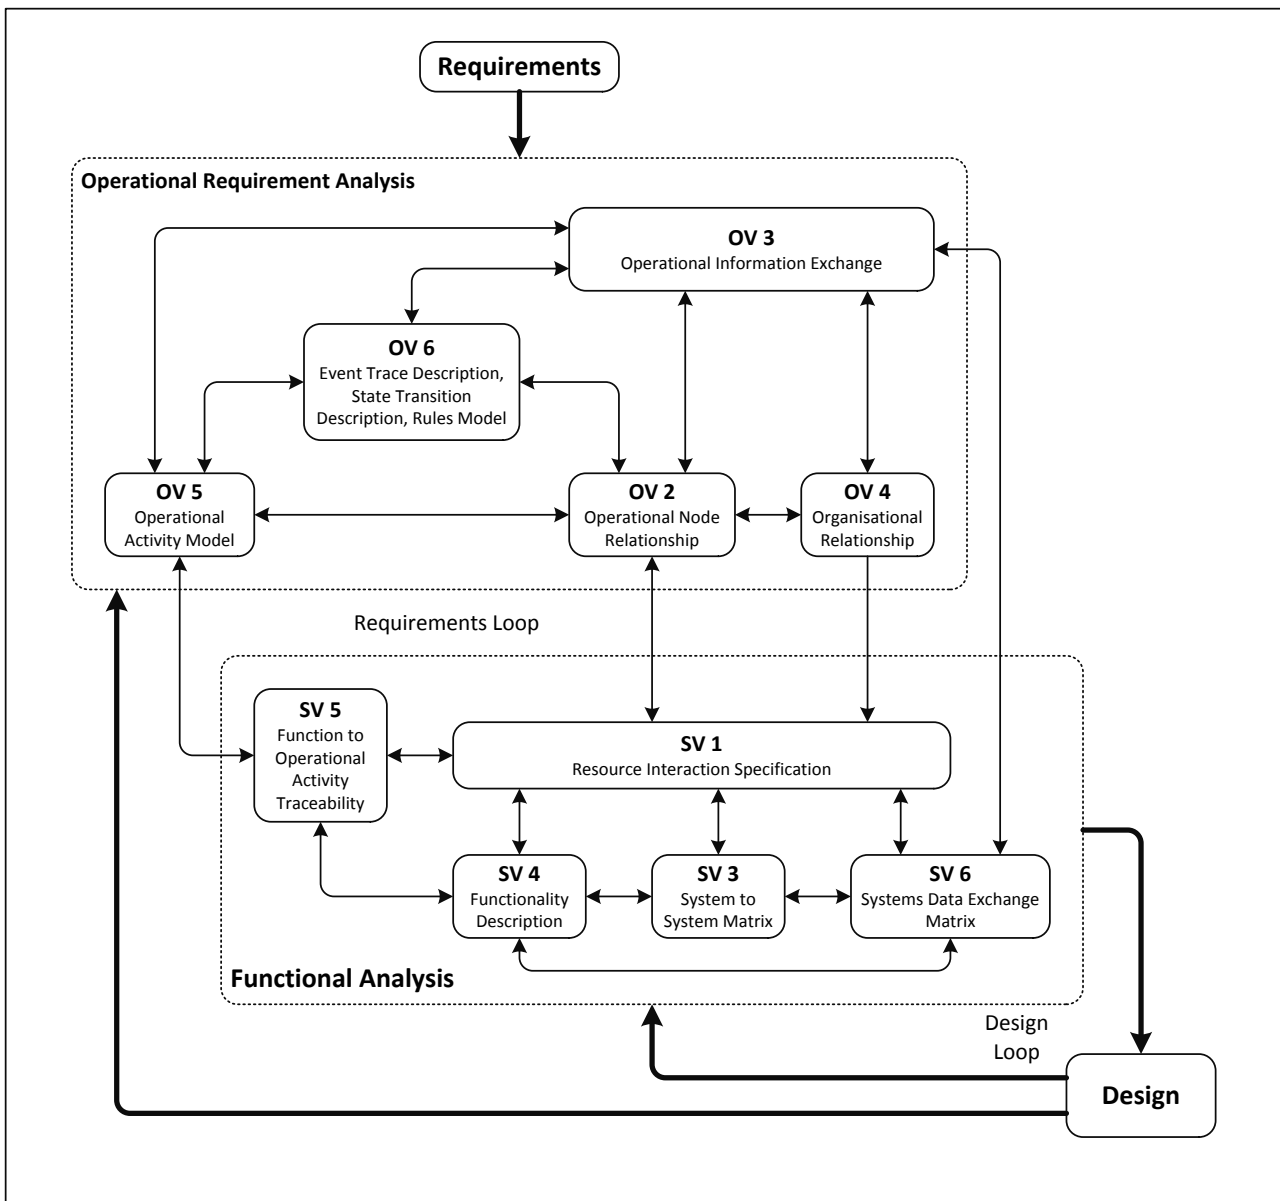 Requirements
Operational Requirement Analysis
OV 3
Operational Information Exchange
OV 6
Event Trace Description,
State Transition
Description, Rules Model
OV 5
Operational
Activity Model
OV 2
Operational Node
Relationship
OV 4
Organisational
Relationship
Requirements Loop
SV 5
Function to
Operational
Activity
Traceability
SV 1
Resource Interaction Specification
SV 4
Functionality
Description
SV 3
System to
System Matrix
SV 6
Systems Data Exchange
Matrix
Functional Analysis
Design
Loop
Design